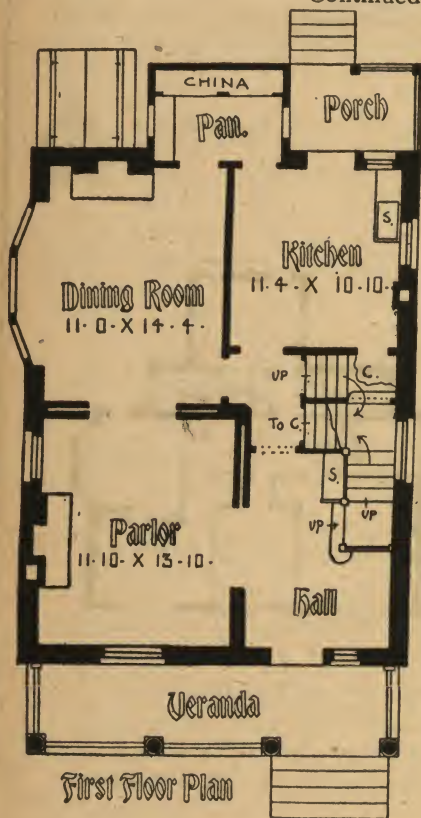 Continued
CHINA
Pan.
Porch
S.
Kitchen
11.4. X 10.10.
Dining Room
11.0. X 14.4.
UP
C.
TO C.
S.
UP
UP
Parlor
11.10. X 13.10.
Hall
Veranda
First Floor Plan